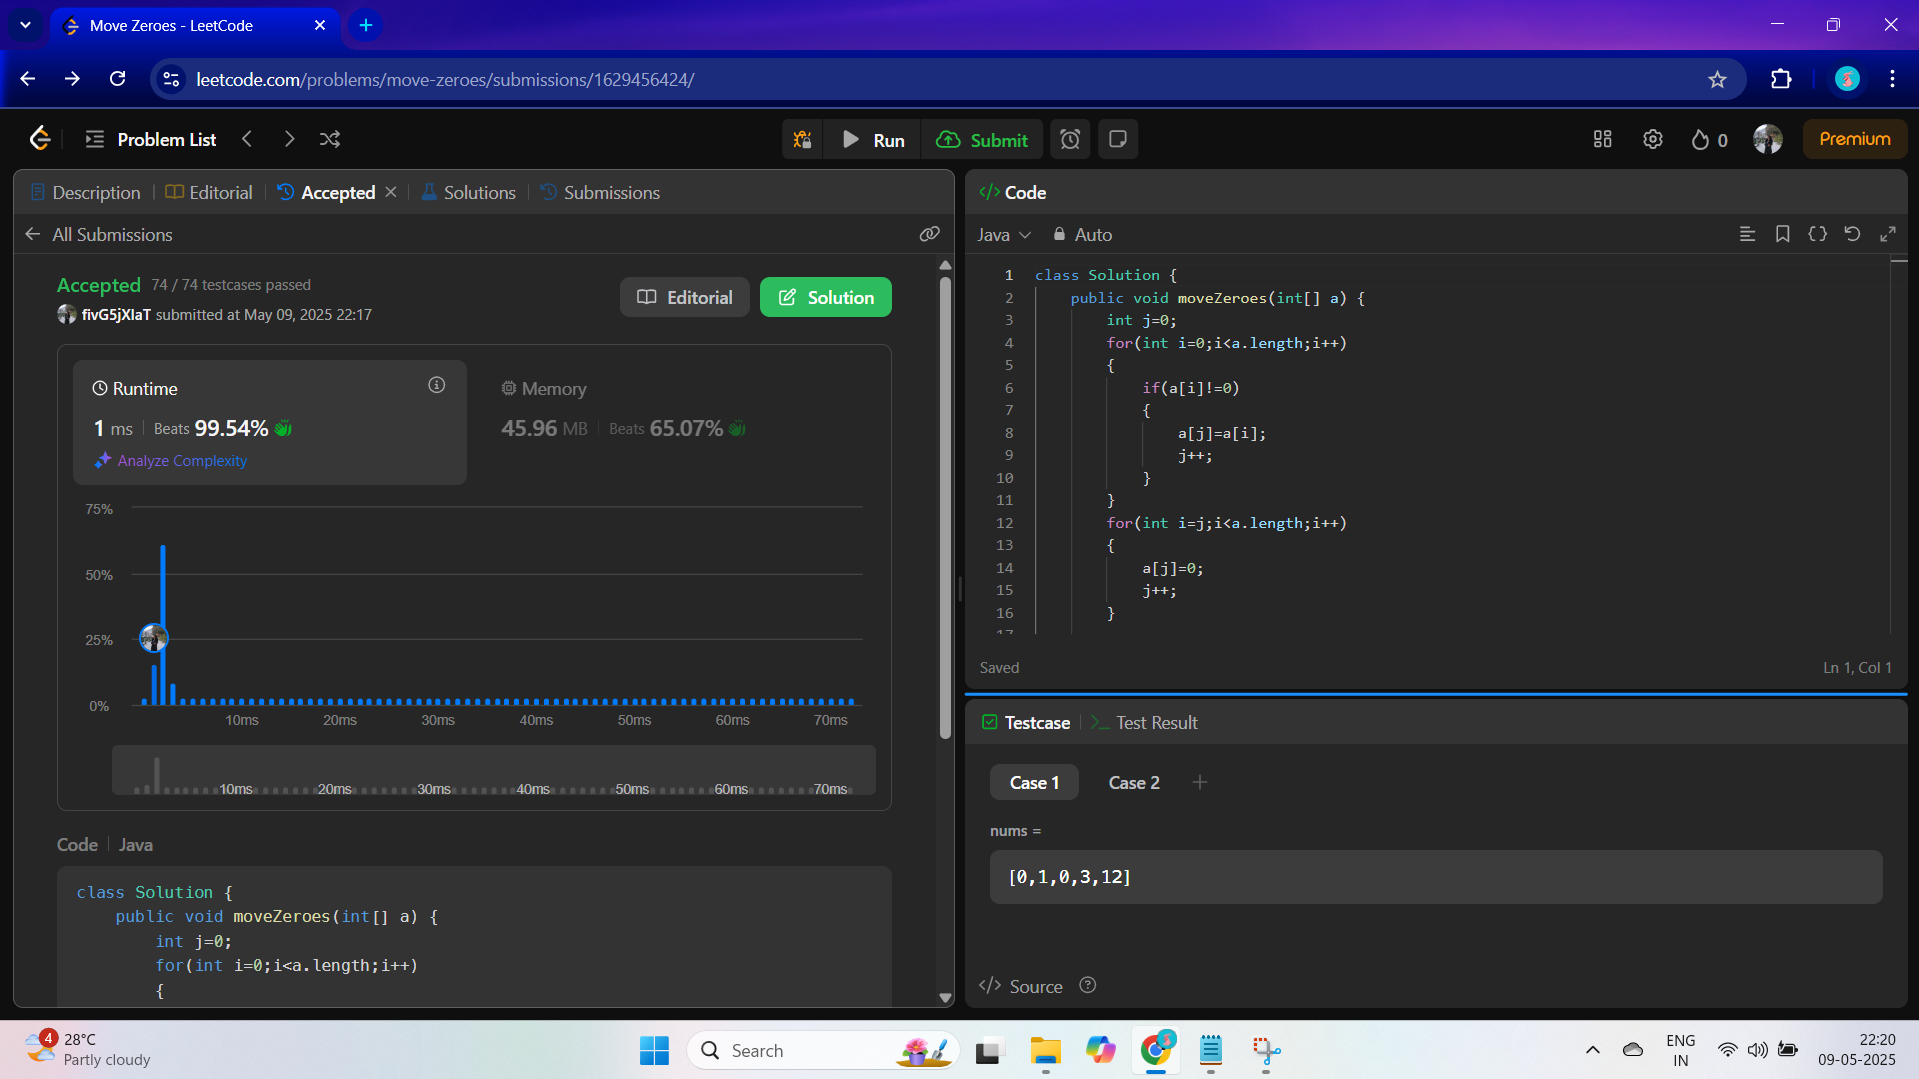 Move Zeroes - LeetCode
leetcode.com/problems/move-zeroes/submissions/1629456424/
Problem List
Run
Submit
0
Premium
Description
Editorial
Accepted
Solutions
Submissions
All Submissions
Accepted 74 / 74 testcases passed
fivG5jXIaT submitted at May 09, 2025 22:17
Editorial
Solution
Runtime
1 ms Beats 99.54%
Analyze Complexity
Memory
45.96 MB Beats 65.07%
75%
50%
25%
0%
10ms 20ms 30ms 40ms 50ms 60ms 70ms
10ms 20ms 30ms 40ms 50ms 60ms 70ms
Code Java
class Solution {
public void moveZeroes(int[] a) {
int j=0;
for(int i=0;i<a.length;i++)
{
</> Code
Java Auto
1 class Solution {
2 public void moveZeroes(int[] a) {
3 int j=0;
4 for(int i=0;i<a.length;i++)
5 {
6 if(a[i]!=0)
7 {
8 a[j]=a[i];
9 j++;
10 }
11 }
12 for(int i=j;i<a.length;i++)
13 {
14 a[j]=0;
15 j++;
16 }
17
Saved
Ln 1, Col 1
Testcase
Test Result
Case 1
Case 2
nums =
[0,1,0,3,12]
</> Source
4
28°C
Partly cloudy
Search
ENG
IN
22:20
09-05-2025